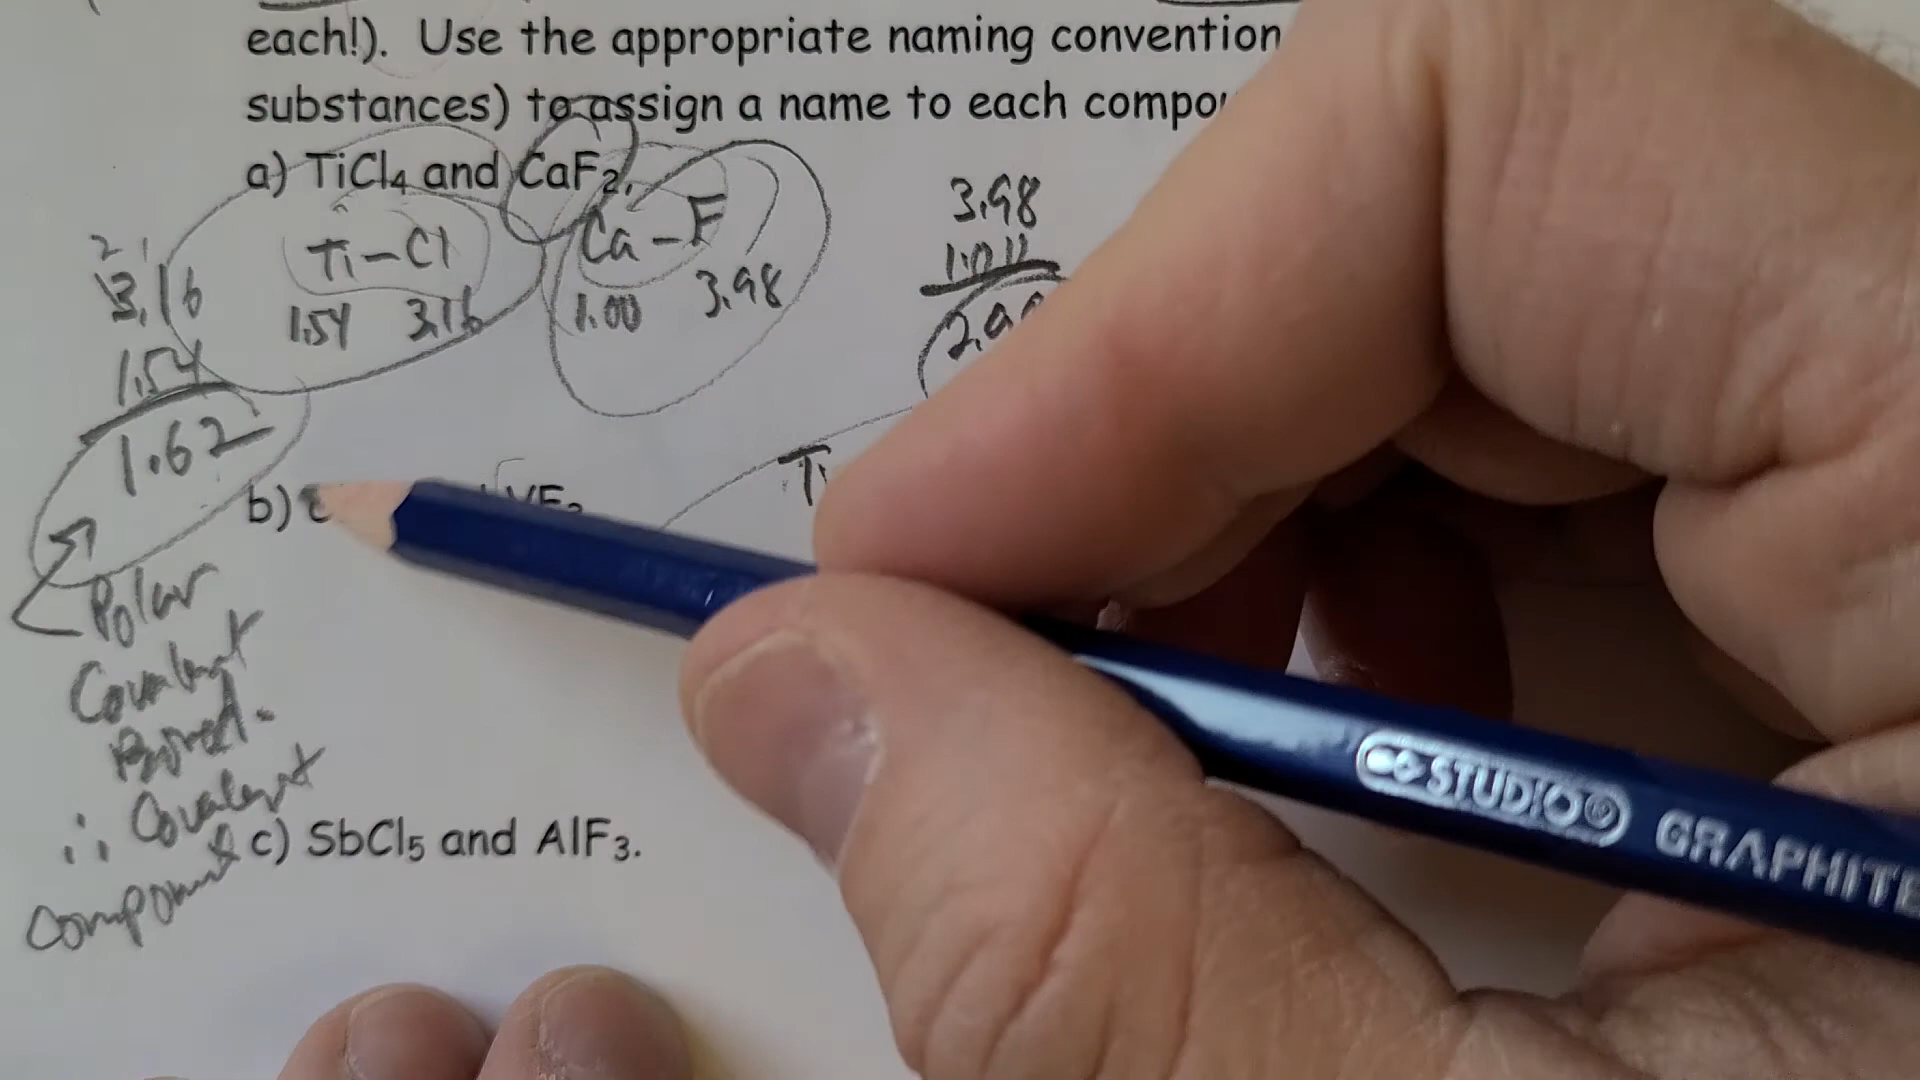 each!). Use the appropriate naming convention
substances) to assign a name to each
a) TiCl4 and CaF2,
Ti-Cl
1.54 3.16
Ca-F
1.00 3.98
3.98
2 1
3.16
1.54
1.62
b)
Polar
Covalent
Bond.
∴ Covalent
compound
c) SbCl5 and AlF3.
STUDIO